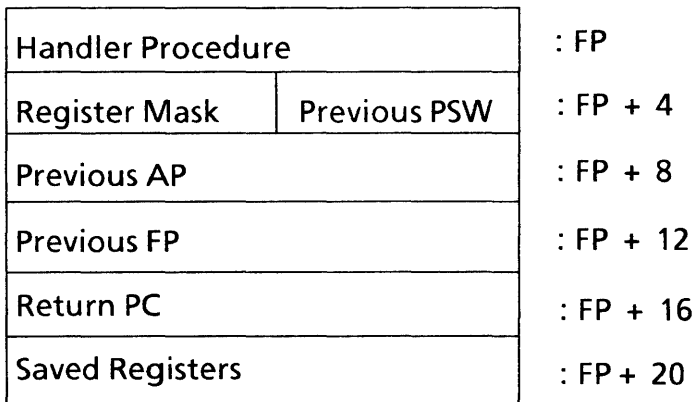 Handler Procedure : FP
Register Mask Previous PSW : FP + 4
Previous AP : FP + 8
Previous FP : FP + 12
Return PC : FP + 16
Saved Registers : FP + 20